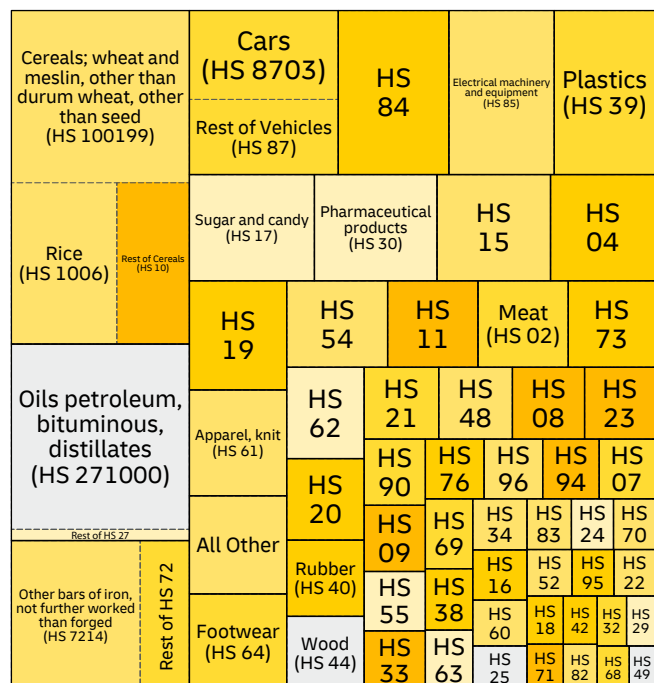 Cereals; wheat and
meslin, other than
durum wheat, other
than seed
(HS 100199)
Rice
(HS 1006)
Rest of Cereals
(HS 10)
Oils petroleum,
bituminous,
distillates
(HS 271000)
Rest of HS 27
Other bars of iron,
not further worked
than forged
(HS 7214)
Rest of HS 72
Cars
(HS 8703)
Rest of Vehicles
(HS 87)
HS
84
Electrical machinery
and equipment
(HS 85)
Plastics
(HS 39)
Sugar and candy
(HS 17)
Pharmaceutical
products
(HS 30)
HS
15
HS
04
HS
19
HS
54
HS
11
Meat
(HS 02)
HS
73
Apparel, knit
(HS 61)
All Other
Footwear
(HS 64)
HS
62
HS
20
Rubber
(HS 40)
Wood
(HS 44)
HS
21
HS
48
HS
08
HS
23
HS
90
HS
76
HS
96
HS
94
HS
07
HS
09
HS
55
HS
33
HS
69
HS
38
HS
63
HS
34
HS
83
HS
24
HS
70
HS
16
HS
52
HS
95
HS
22
HS
60
HS
25
HS
18
HS
42
HS
32
HS
29
HS
71
HS
82
HS
68
HS
49